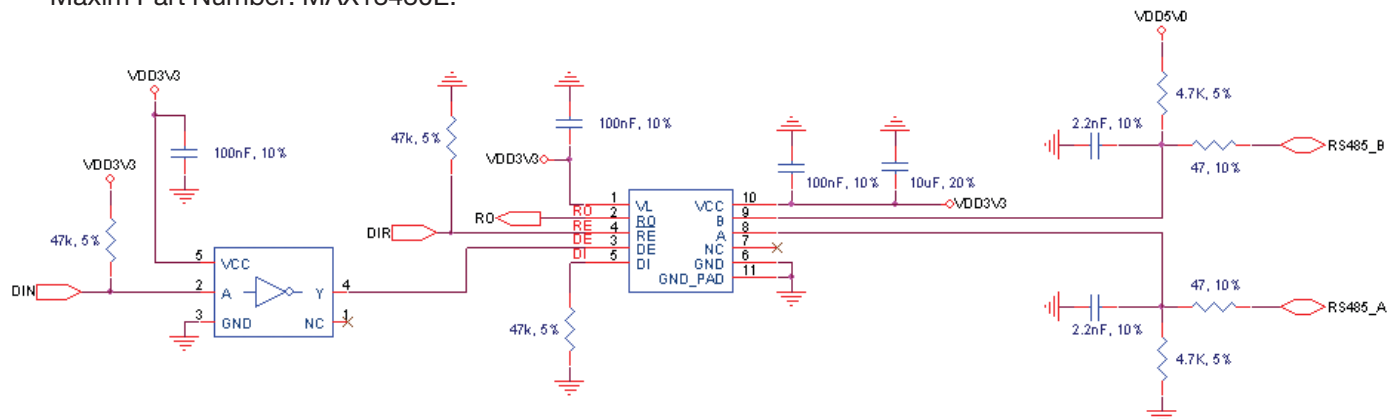 Maxim Part Number:
VDD5V0
4.7K, 5%
2.2nF, 10%
47, 10%
RS485_B
VDD3V3
100nF, 10%
VDD3V3
47k, 5%
DIN
5
VCC
2
A
Y
4
3
GND
NC
1
47k, 5%
DIR
100nF, 10%
VDD3V3
RO
RO
RE
DE
DI
1
2
4
3
5
VL
RO
RE
DE
DI
VCC
B
A
NC
GND
GND_PAD
10
9
8
7
6
11
47k, 5%
100nF, 10%
10uF, 20%
VDD3V3
47, 10%
RS485_A
2.2nF, 10%
4.7K, 5%